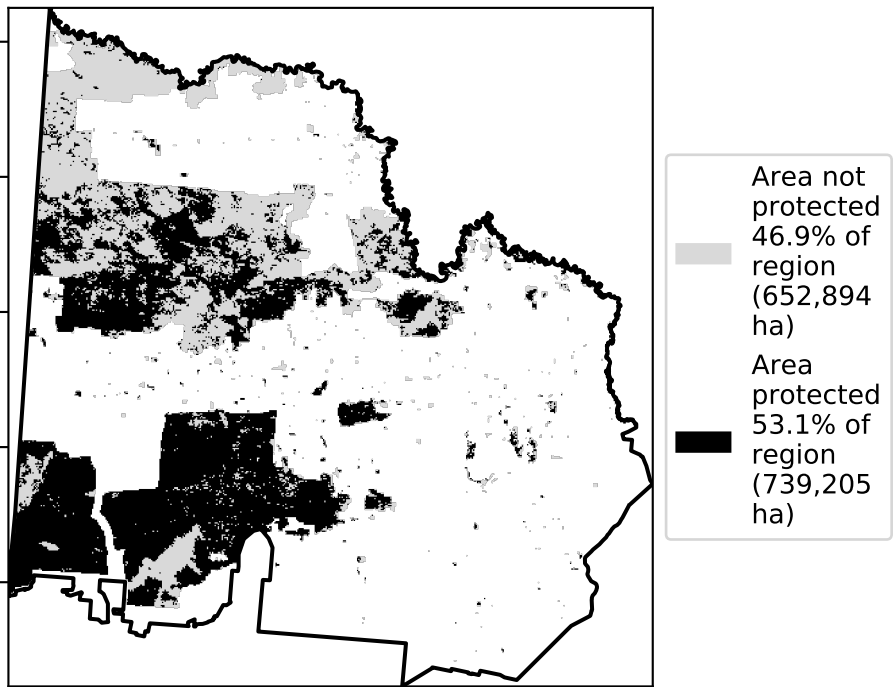 Area not
protected
46.9% of
region
(652,894
ha)
Area
protected
53.1% of
region
(739,205
ha)